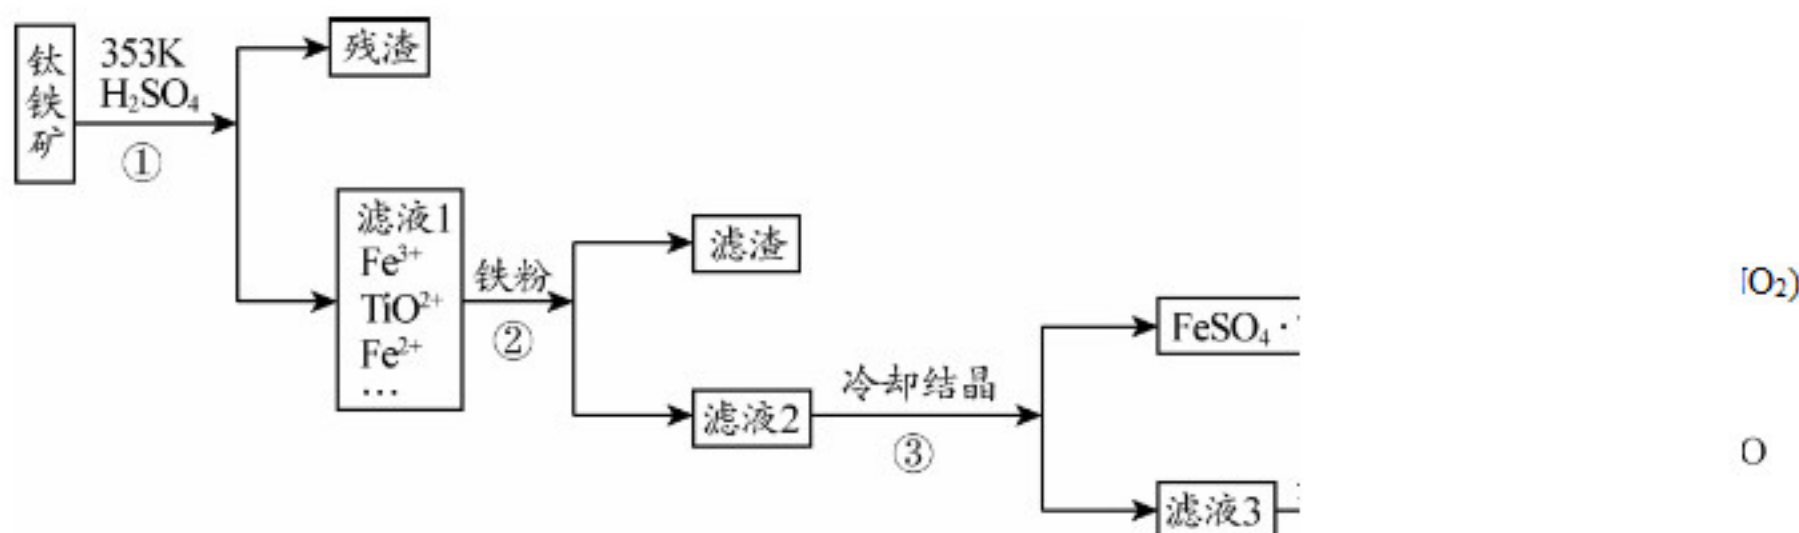 钛铁矿
353K
H₂SO₄
①
残渣
滤液1
Fe³⁺
TiO²⁺
Fe²⁺
…
铁粉
②
滤渣
滤液2
冷却结晶
③
FeSO₄ ·
滤液3
O₂)
O